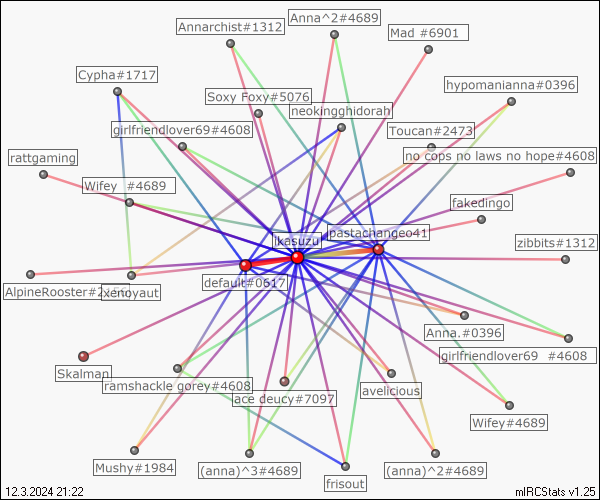 Anna^2#4689
Annarchist#1312
Mad #6901
Cypha#1717
hypomanianna#0396
Soxy Foxy#5076
neokingghidorah
girlfriendlover69#4608
Toucan#2473
rattgaming
no cops no laws no hope#4608
Wifey #4689
fakedingo
jkasuzu
pastachangeo41
zibbits#1312
default#0617
xenoyaut
Anna.#0396
girlfriendlover69 #4608
Skalman
ramshackle gorey#4608
ace deucy#7097
avelicious
Wifey#4689
Mushy#1984
(anna)^3#4689
frisout
(anna)^2#4689
12.3.2024 21:22
mIRCStats v1.25